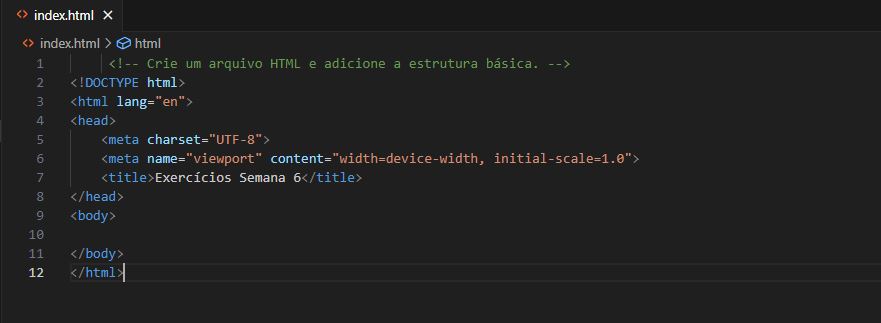 index.html
index.html > html
1 <!-- Crie um arquivo HTML e adicione a estrutura básica. -->
2 <!DOCTYPE html>
3 <html lang="en">
4 <head>
5 <meta charset="UTF-8">
6 <meta name="viewport" content="width=device-width, initial-scale=1.0">
7 <title>Exercícios Semana 6</title>
8 </head>
9 <body>
10
11 </body>
12 </html>